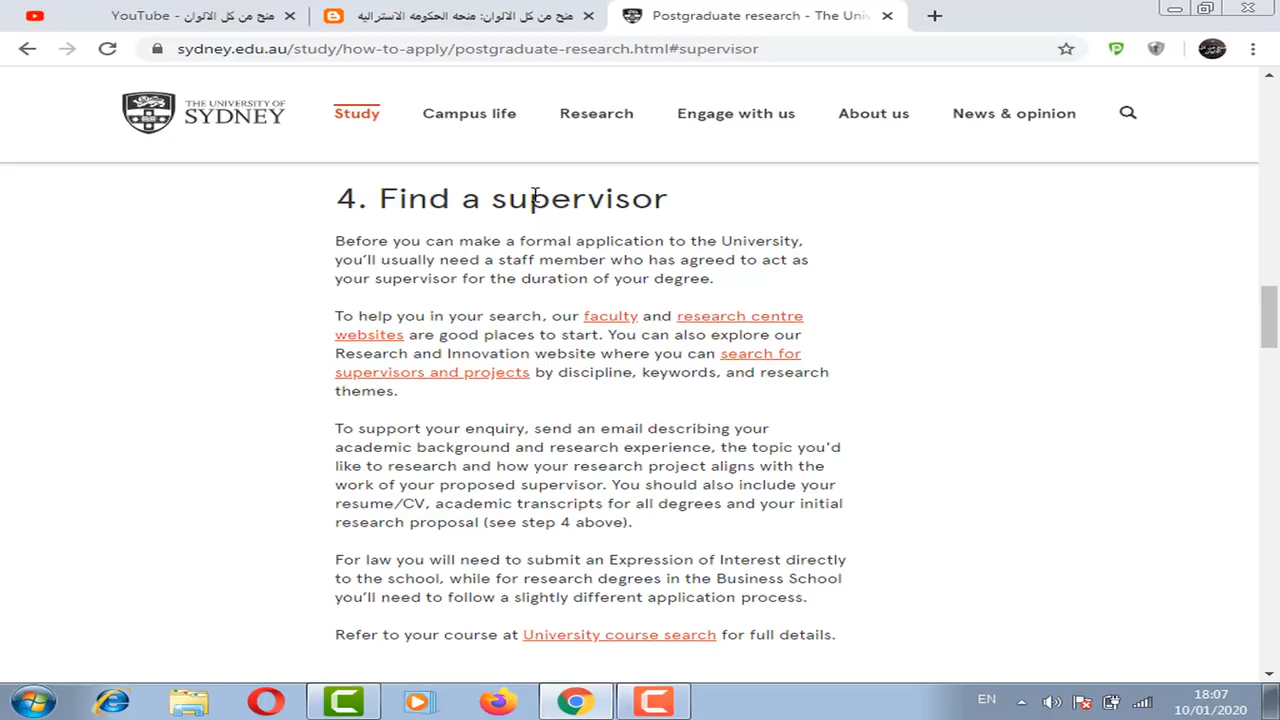 YouTube - منح من كل الالوان
منح من كل الالوان: منحة الحكومه الاستراليه
Postgraduate research - The Univ
sydney.edu.au/study/how-to-apply/postgraduate-research.html#supervisor
THE UNIVERSITY OF
SYDNEY
Study Campus life Research Engage with us About us News & opinion
4. Find a supervisor
Before you can make a formal application to the University,
you'll usually need a staff member who has agreed to act as
your supervisor for the duration of your degree.
To help you in your search, our faculty and research centre
websites are good places to start. You can also explore our
Research and Innovation website where you can search for
supervisors and projects by discipline, keywords, and research
themes.
To support your enquiry, send an email describing your
academic background and research experience, the topic you'd
like to research and how your research project aligns with the
work of your proposed supervisor. You should also include your
resume/CV, academic transcripts for all degrees and your initial
research proposal (see step 4 above).
For law you will need to submit an Expression of Interest directly
to the school, while for research degrees in the Business School
you'll need to follow a slightly different application process.
Refer to your course at University course search for full details.
EN
18:07
10/01/2020